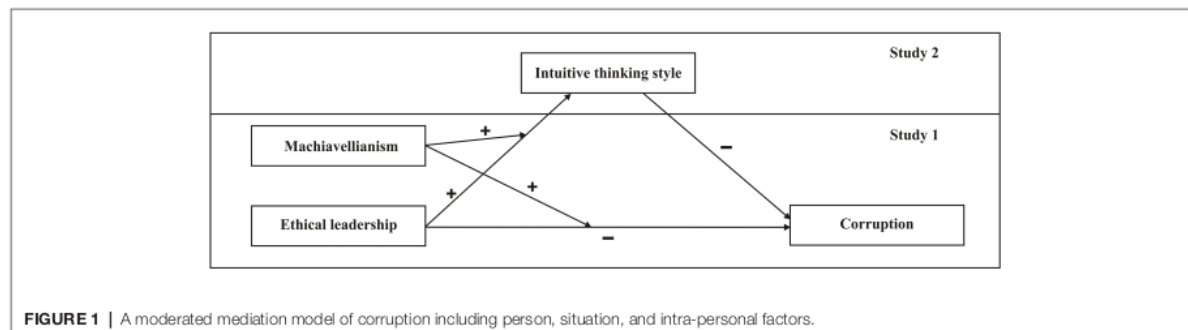 Study 2
Intuitive thinking style
Study 1
Machiavellianism
+
+
+
−
Ethical leadership
−
Corruption
FIGURE 1 | A moderated mediation model of corruption including person, situation, and intra-personal factors.